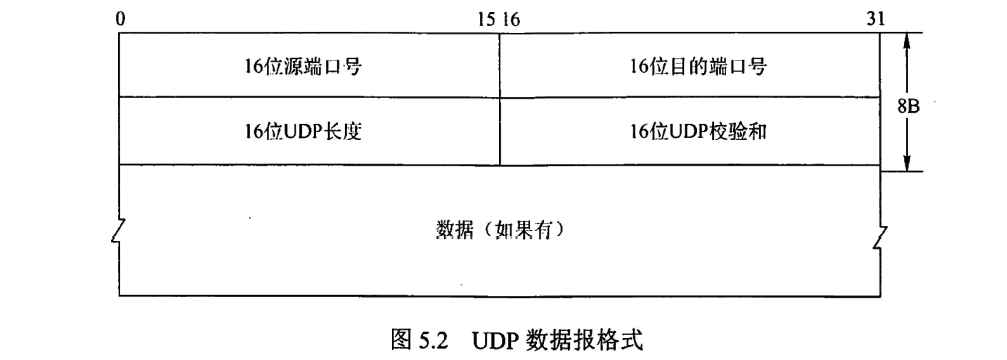 0 15 16 31
16位源端口号 16位目的端口号
8B
16位UDP长度 16位UDP校验和
数据（如果有）
图 5.2 UDP 数据报格式